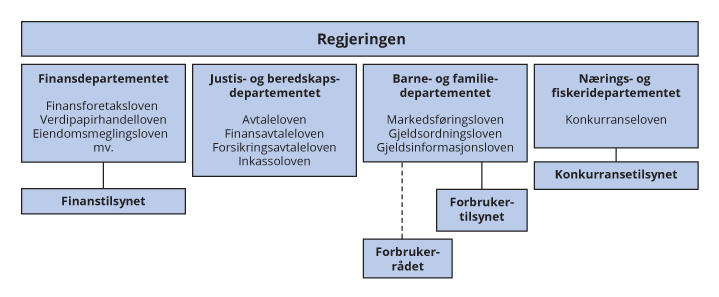 Regjeringen
Finansdepartementet
Finansforetaksloven
Verdipapirhandelloven
Eiendomsmeglingsloven
mv.
Finanstilsynet
Justis- og beredskaps-
departementet
Avtaleloven
Finansavtaleloven
Forsikringsavtaleloven
Inkassoloven
Barne- og familie-
departementet
Markedsføringsloven
Gjeldsordningsloven
Gjeldsinformasjonsloven
Forbruker-
tilsynet
Forbruker-
rådet
Nærings- og
fiskeridepartementet
Konkurranseloven
Konkurransetilsynet